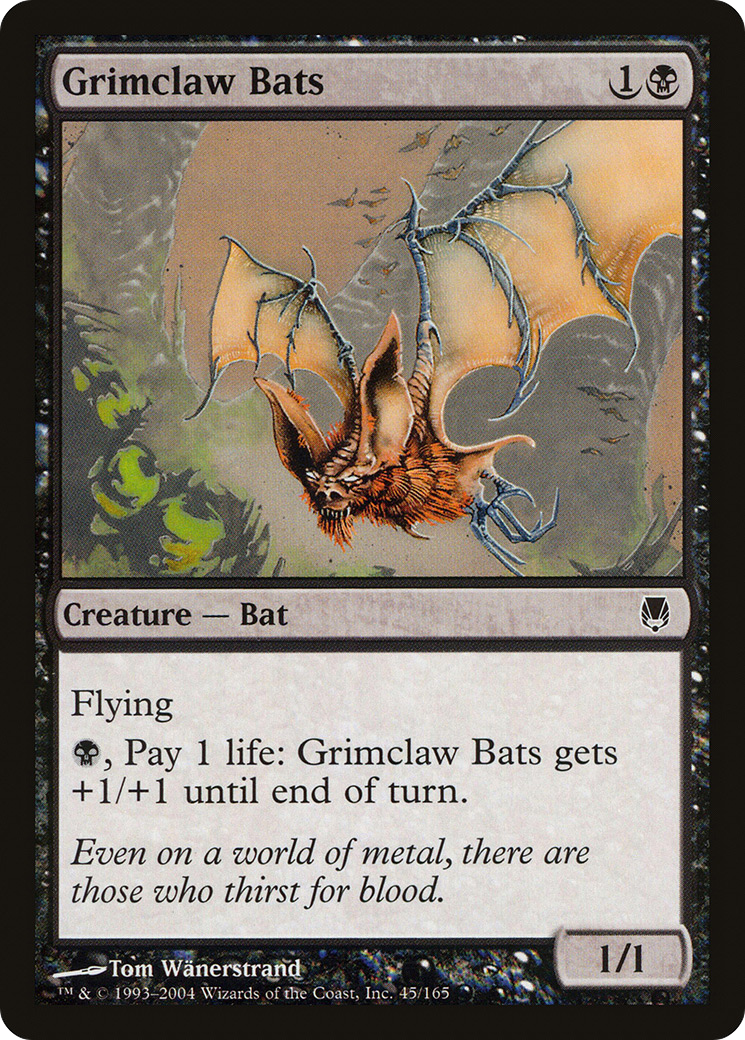 Grimclaw Bats 1
Creature — Bat
Flying
, Pay 1 life: Grimclaw Bats gets
+1/+1 until end of turn.
Even on a world of metal, there are
those who thirst for blood.
1/1
Tom Wänerstrand
™ & © 1993–2004 Wizards of the Coast, Inc. 45/165